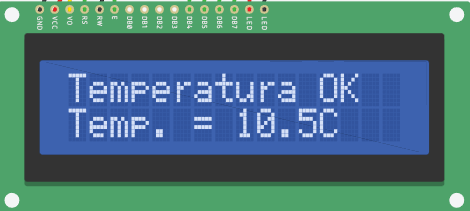 GND VCC VO RS RW E DB0 DB1 DB2 DB3 DB4 DB5 DB6 DB7 LED LED
Temperatura OK
Temp. = 10.5C